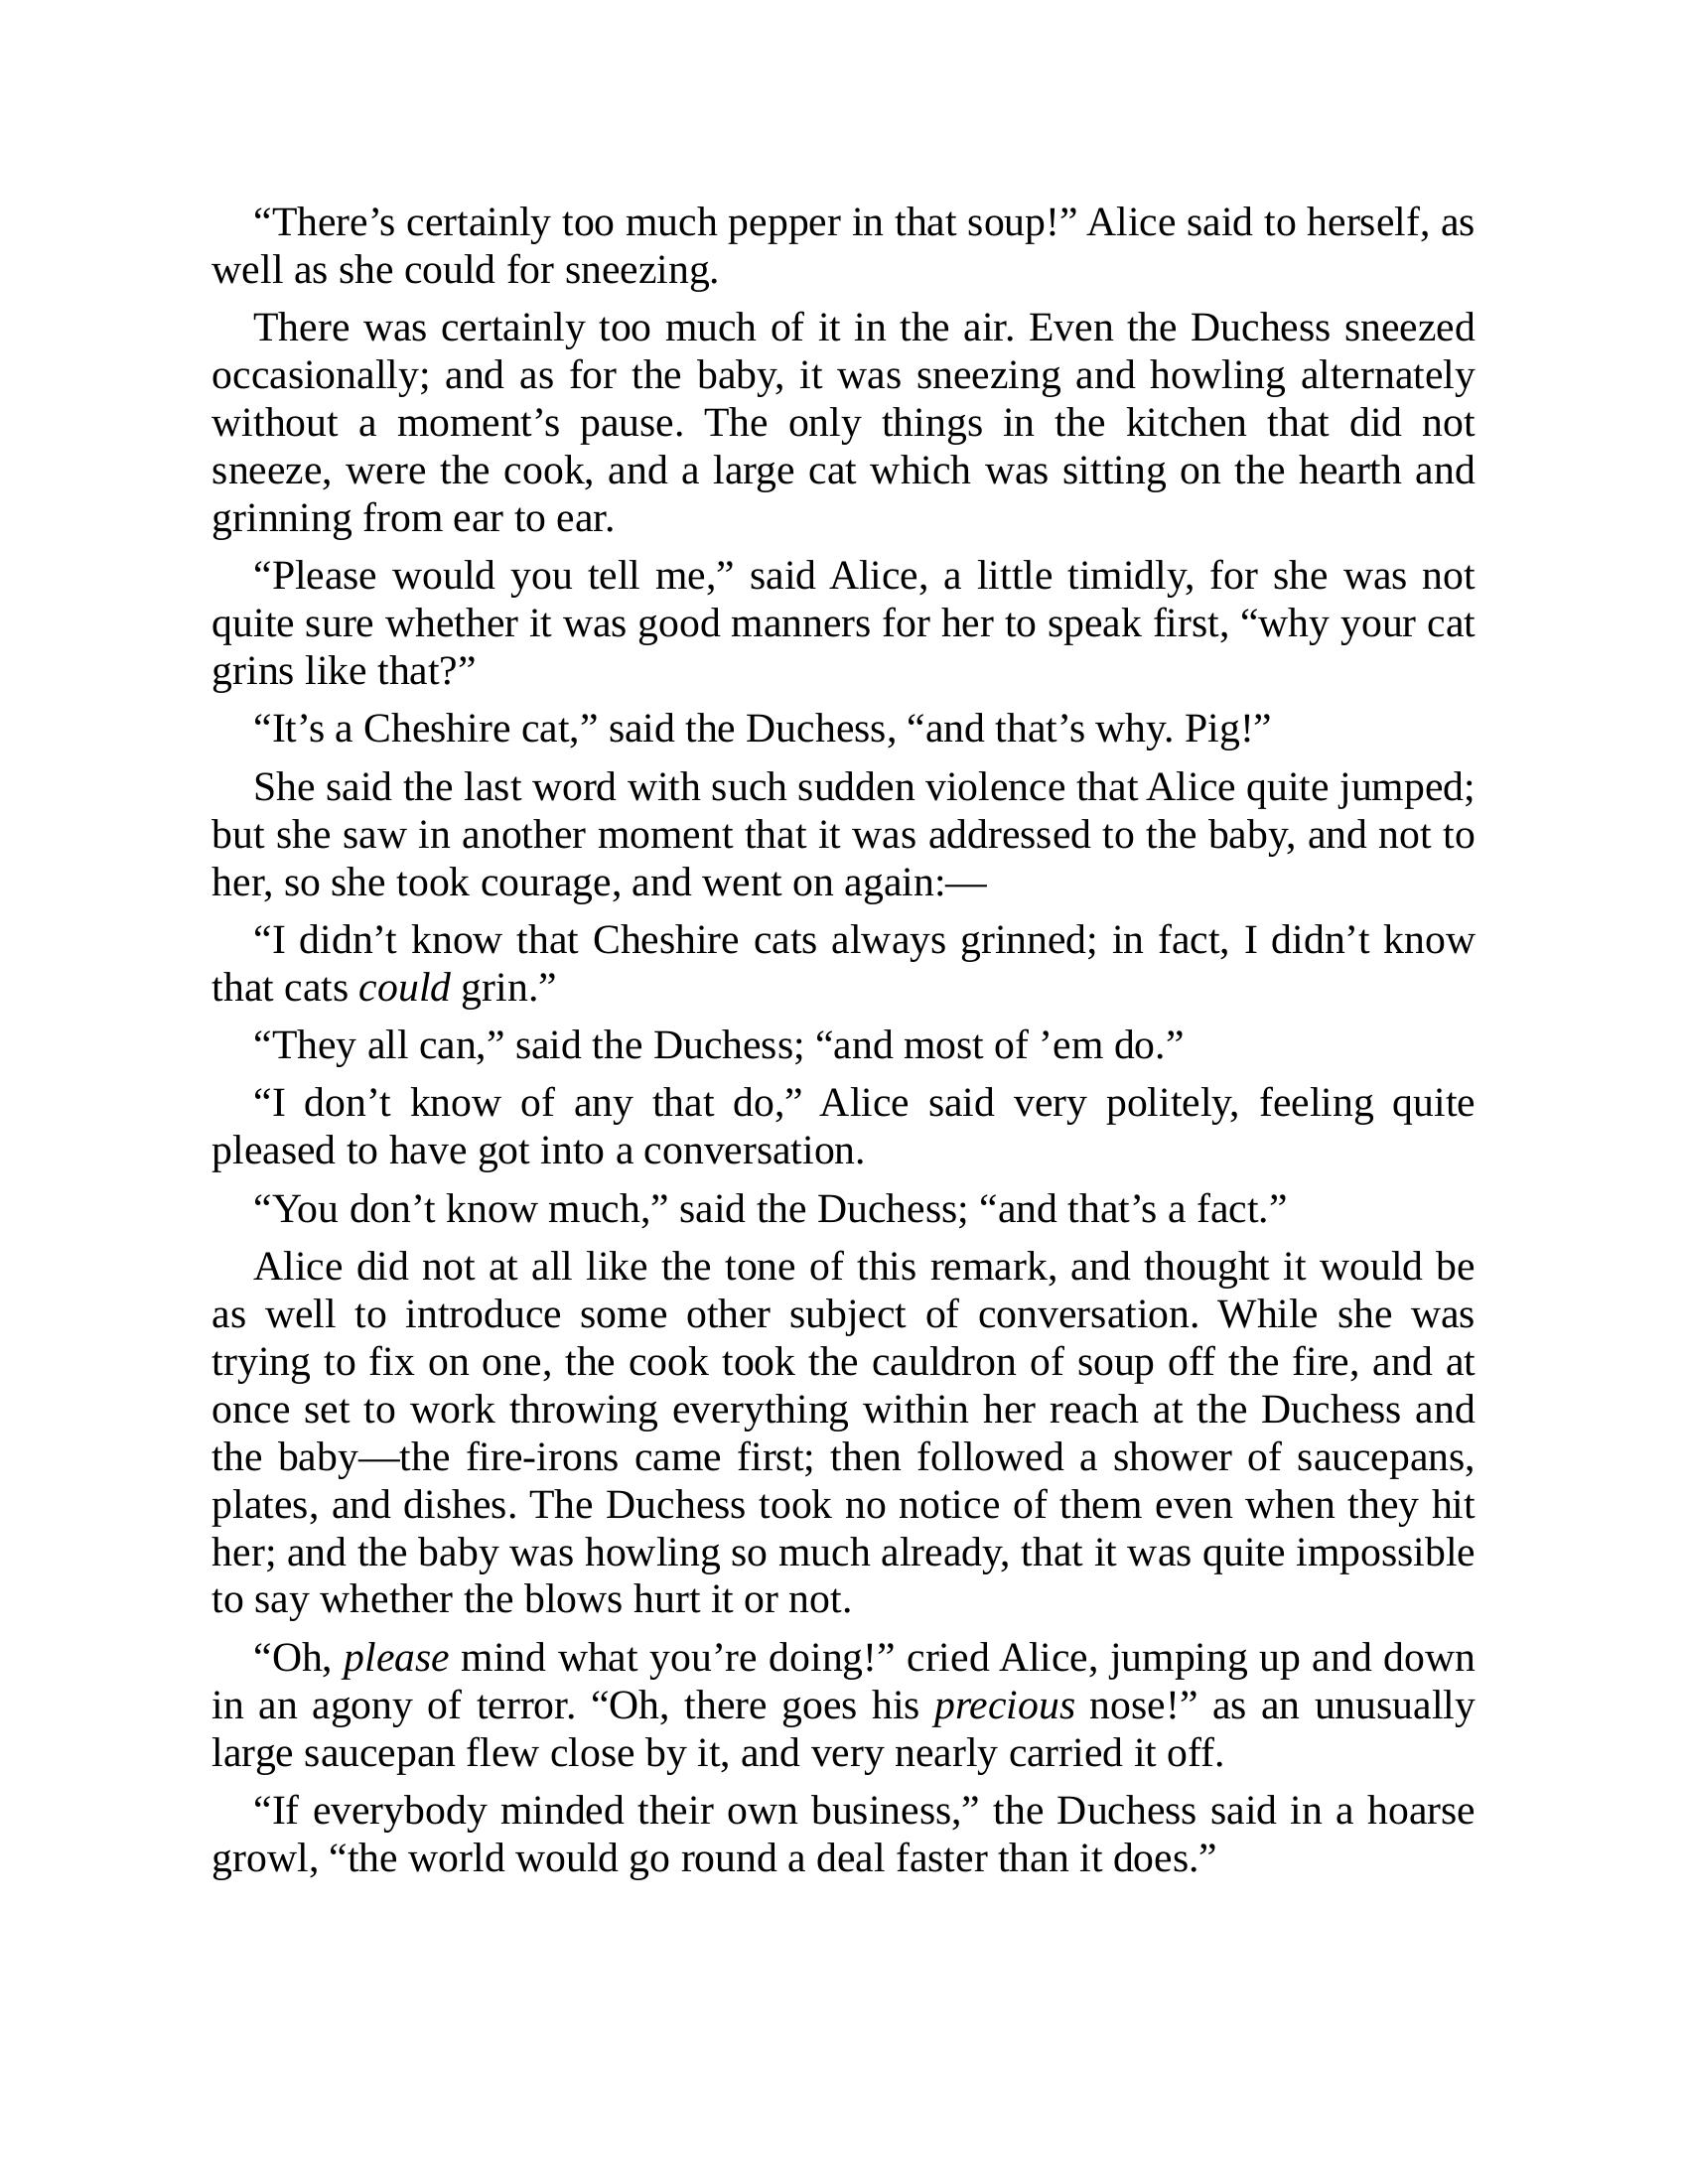 “There’s certainly too much pepper in that soup!” Alice said to herself, as
well as she could for sneezing.
There was certainly too much of it in the air. Even the Duchess sneezed
occasionally; and as for the baby, it was sneezing and howling alternately
without a moment’s pause. The only things in the kitchen that did not
sneeze, were the cook, and a large cat which was sitting on the hearth and
grinning from ear to ear.
“Please would you tell me,” said Alice, a little timidly, for she was not
quite sure whether it was good manners for her to speak first, “why your cat
grins like that?”
“It’s a Cheshire cat,” said the Duchess, “and that’s why. Pig!”
She said the last word with such sudden violence that Alice quite jumped;
but she saw in another moment that it was addressed to the baby, and not to
her, so she took courage, and went on again:—
“I didn’t know that Cheshire cats always grinned; in fact, I didn’t know
that cats could grin.”
“They all can,” said the Duchess; “and most of ’em do.”
“I don’t know of any that do,” Alice said very politely, feeling quite
pleased to have got into a conversation.
“You don’t know much,” said the Duchess; “and that’s a fact.”
Alice did not at all like the tone of this remark, and thought it would be
as well to introduce some other subject of conversation. While she was
trying to fix on one, the cook took the cauldron of soup off the fire, and at
once set to work throwing everything within her reach at the Duchess and
the baby—the fire-irons came first; then followed a shower of saucepans,
plates, and dishes. The Duchess took no notice of them even when they hit
her; and the baby was howling so much already, that it was quite impossible
to say whether the blows hurt it or not.
“Oh, please mind what you’re doing!” cried Alice, jumping up and down
in an agony of terror. “Oh, there goes his precious nose!” as an unusually
large saucepan flew close by it, and very nearly carried it off.
“If everybody minded their own business,” the Duchess said in a hoarse
growl, “the world would go round a deal faster than it does.”